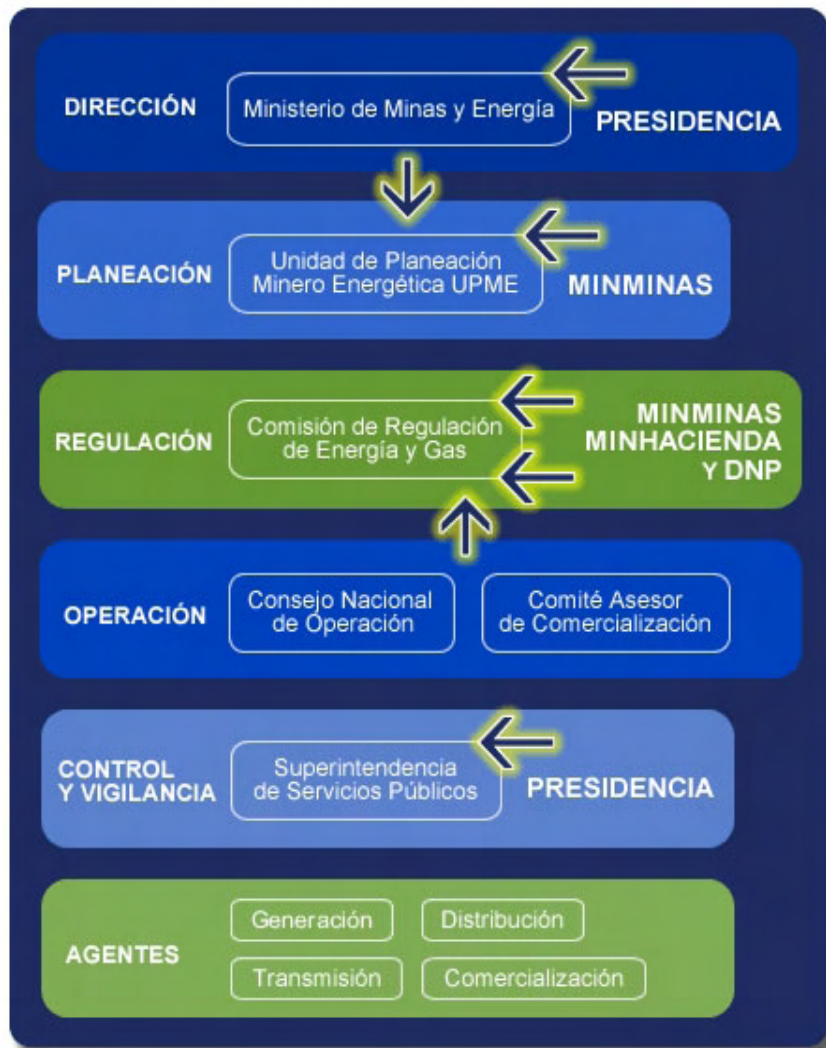 DIRECCIÓN
Ministerio de Minas y Energía
PRESIDENCIA
PLANEACIÓN
Unidad de Planeación
Minero Energética UPME
MINMINAS
REGULACIÓN
Comisión de Regulación
de Energía y Gas
MINMINAS
MINHACIENDA
Y DNP
OPERACIÓN
Consejo Nacional
de Operación
Comité Asesor
de Comercialización
CONTROL
Y VIGILANCIA
Superintendencia
de Servicios Públicos
PRESIDENCIA
AGENTES
Generación
Distribución
Transmisión
Comercialización